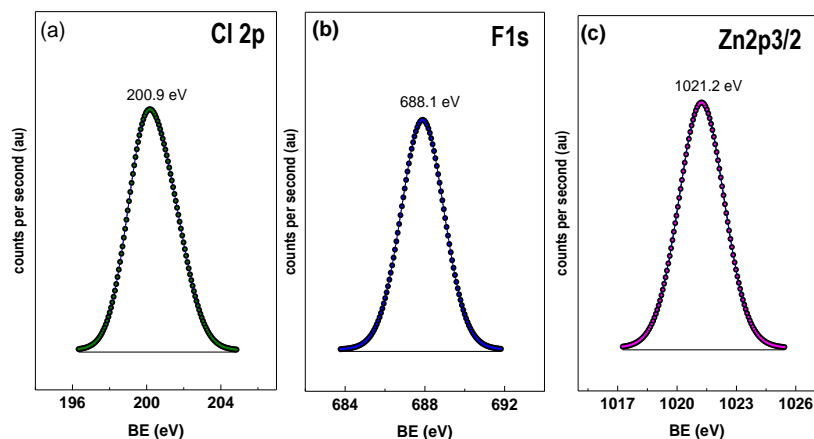 (a)
Cl 2p
200.9 eV
counts per second (au)
196 200 204
BE (eV)
(b)
F1s
688.1 eV
counts per second (au)
684 688 692
BE (eV)
(c)
Zn2p3/2
1021.2 eV
counts per second (au)
1017 1020 1023 1026
BE (eV)